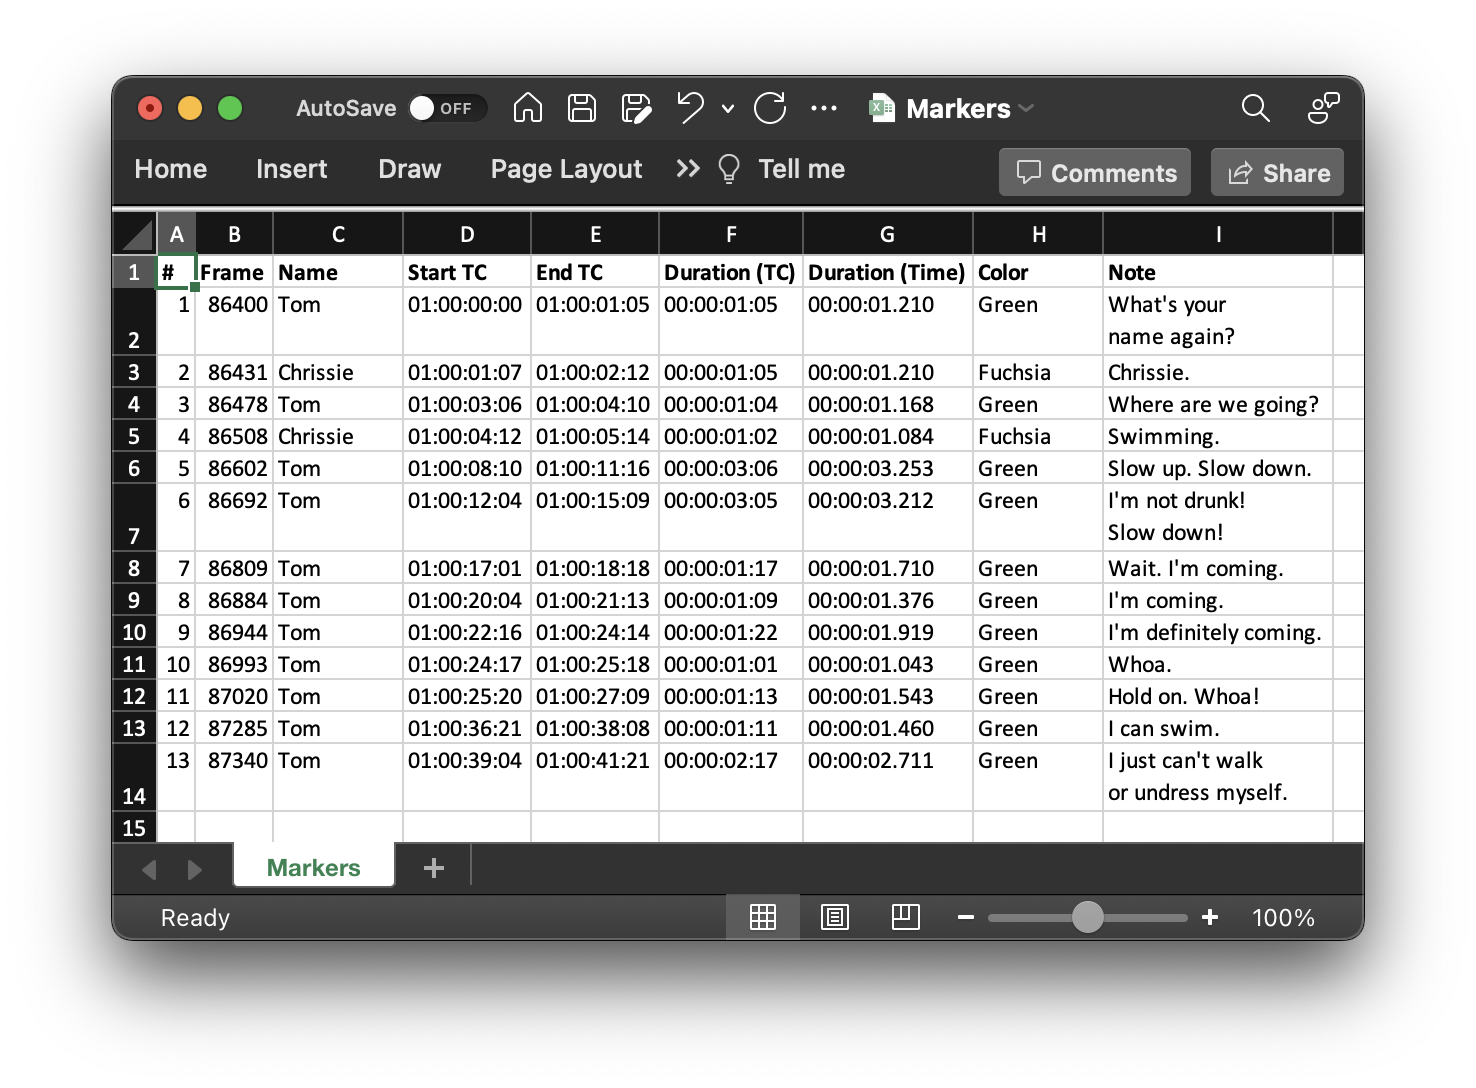 AutoSave OFF Markers
Home Insert Draw Page Layout Tell me Comments Share
A B C D E F G H I
1 # Frame Name Start TC End TC Duration (TC) Duration (Time) Color Note
1 86400 Tom 01:00:00:00 01:00:01:05 00:00:01:05 00:00:01.210 Green What's your
2 name again?
3 2 86431 Chrissie 01:00:01:07 01:00:02:12 00:00:01:05 00:00:01.210 Fuchsia Chrissie.
4 3 86478 Tom 01:00:03:06 01:00:04:10 00:00:01:04 00:00:01.168 Green Where are we going?
5 4 86508 Chrissie 01:00:04:12 01:00:05:14 00:00:01:02 00:00:01.084 Fuchsia Swimming.
6 5 86602 Tom 01:00:08:10 01:00:11:16 00:00:03:06 00:00:03.253 Green Slow up. Slow down.
6 86692 Tom 01:00:12:04 01:00:15:09 00:00:03:05 00:00:03.212 Green I'm not drunk!
7 Slow down!
8 7 86809 Tom 01:00:17:01 01:00:18:18 00:00:01:17 00:00:01.710 Green Wait. I'm coming.
9 8 86884 Tom 01:00:20:04 01:00:21:13 00:00:01:09 00:00:01.376 Green I'm coming.
10 9 86944 Tom 01:00:22:16 01:00:24:14 00:00:01:22 00:00:01.919 Green I'm definitely coming.
11 10 86993 Tom 01:00:24:17 01:00:25:18 00:00:01:01 00:00:01.043 Green Whoa.
12 11 87020 Tom 01:00:25:20 01:00:27:09 00:00:01:13 00:00:01.543 Green Hold on. Whoa!
13 12 87285 Tom 01:00:36:21 01:00:38:08 00:00:01:11 00:00:01.460 Green I can swim.
13 87340 Tom 01:00:39:04 01:00:41:21 00:00:02:17 00:00:02.711 Green I just can't walk
14 or undress myself.
15
Markers
Ready 100%